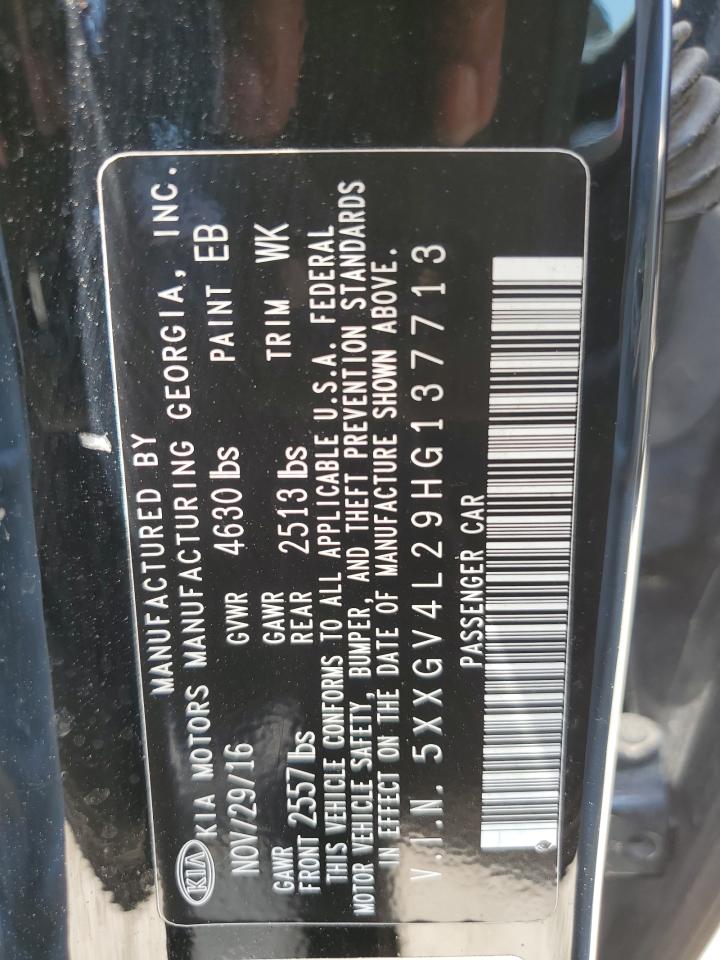 MANUFACTURED BY
KIA KIA MOTORS MANUFACTURING GEORGIA, INC.
NOV/29/16 GVWR 4630 lbs PAINT EB
GAWR FRONT 2557 lbs GAWR REAR 2513 lbs TRIM WK
THIS VEHICLE CONFORMS TO ALL APPLICABLE U.S.A. FEDERAL
MOTOR VEHICLE SAFETY, BUMPER, AND THEFT PREVENTION STANDARDS
IN EFFECT ON THE DATE OF MANUFACTURE SHOWN ABOVE.
V.I.N. 5XXGV4L29HG137713
PASSENGER CAR